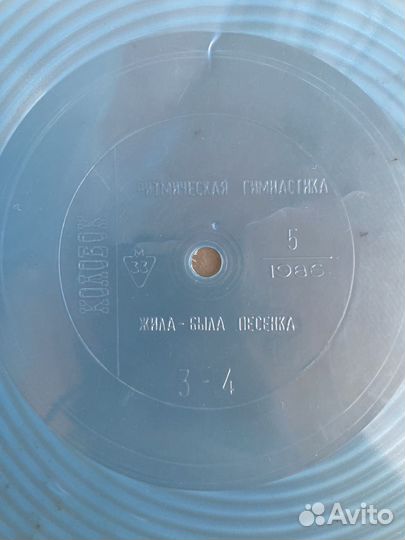 РИТМИЧЕСКАЯ ГИМНАСТИКА
КОЛОБОК
М
33
5
1986
ЖИЛА-БЫЛА ПЕСЕНКА
3-4
Avito